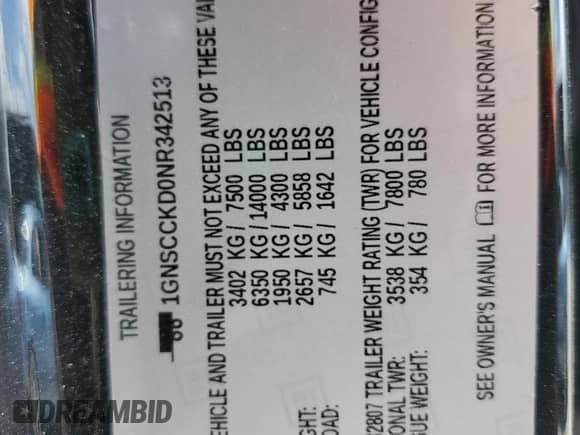 TRAILERING INFORMATION
1GNSCCKD0NR342513
EHICLE AND TRAILER MUST NOT EXCEED ANY OF THESE VAL
3402 KG/ 7500 LBS
6350 KG/14000 LBS
1950 KG/ 4300 LBS
2657 KG/ 5858 LBS
GHT: 745 KG/ 1642 LBS
OAD:
J2807 TRAILER WEIGHT RATING (TWR) FOR VEHICLE CONFIG
ONAL TWR: 3538 KG/ 7800 LBS
GUE WEIGHT: 354 KG/ 780 LBS
SEE OWNER'S MANUAL FOR MORE INFORMATION
DREAMBID